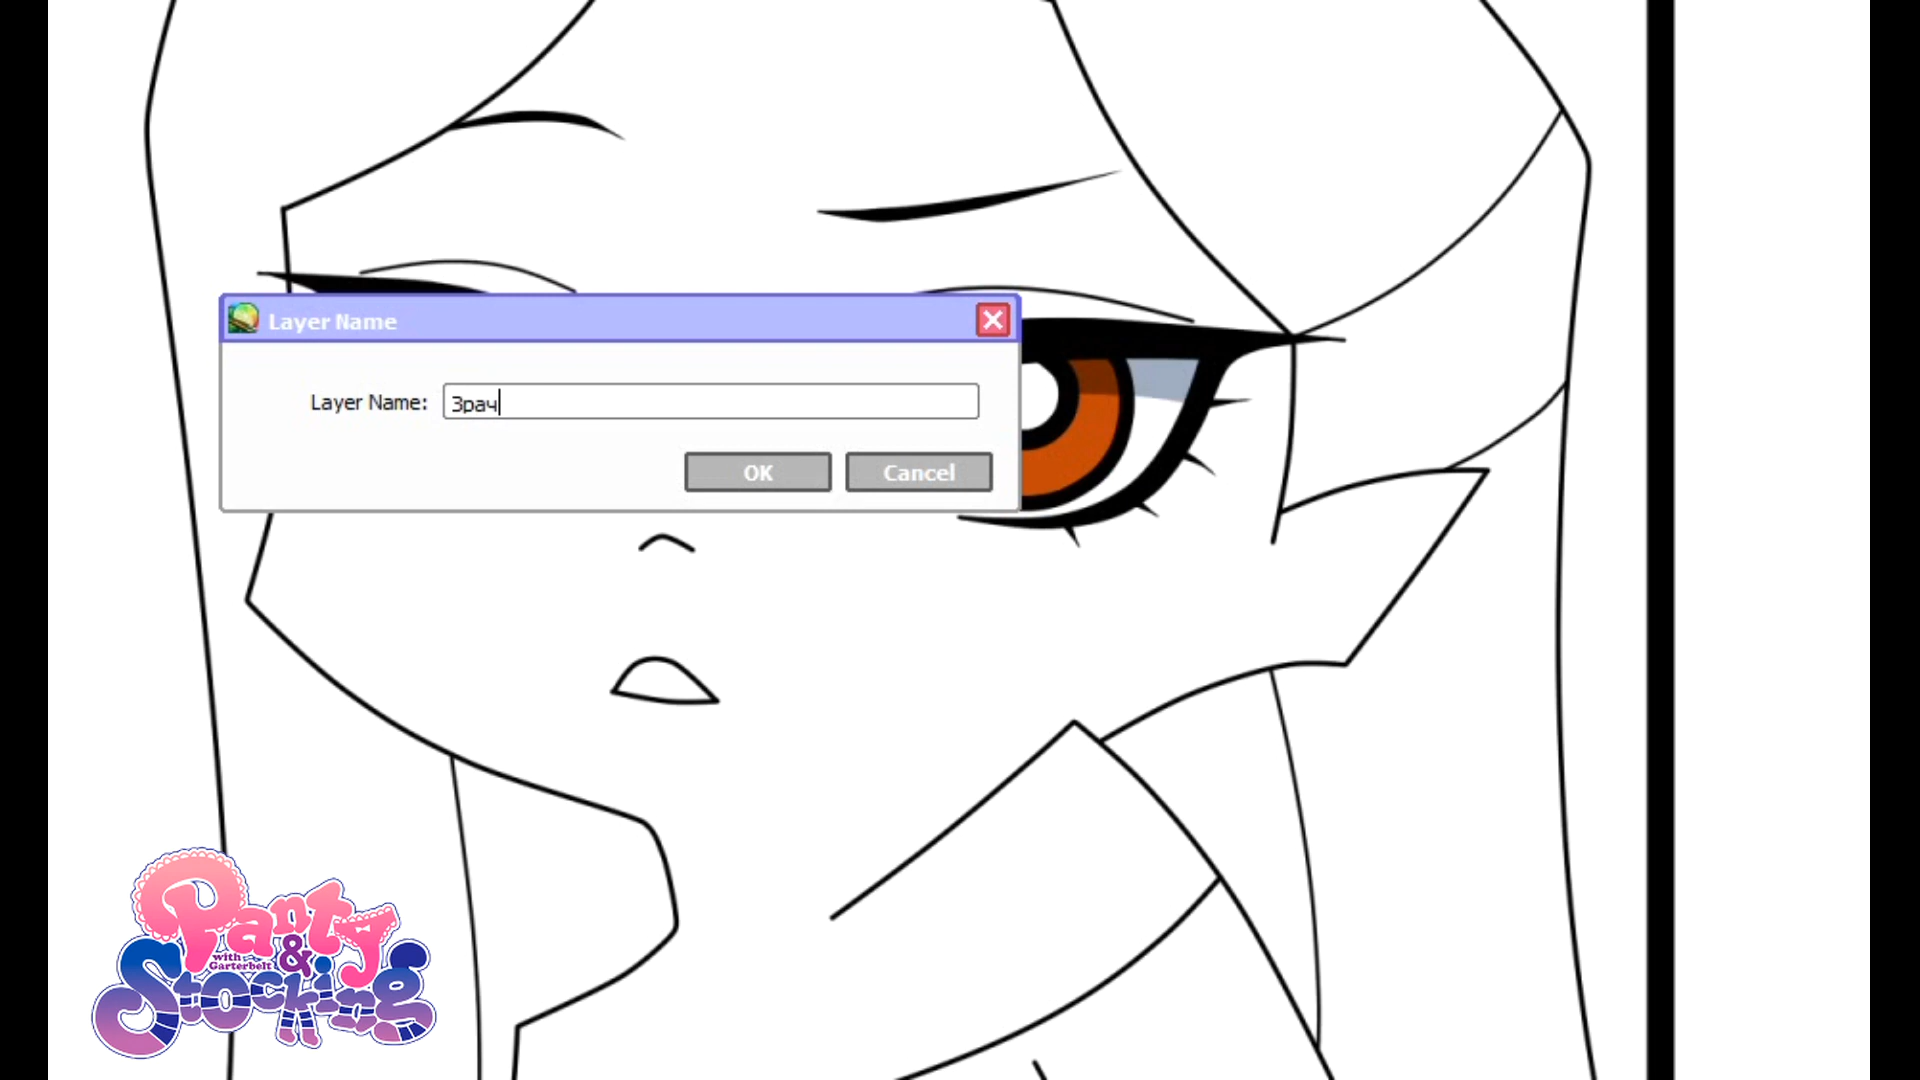 Layer Name
Layer Name: Зрач
OK Cancel
Panty
&
with
Garterbelt
Stocking